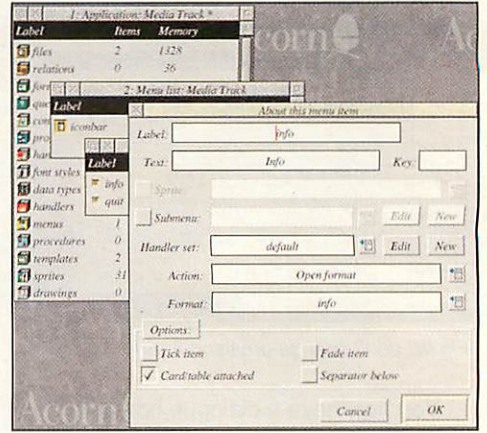 1: Application: Media Track *
Label Items Memory
files 2 1328
relations 0 36
font styles
data types
handlers
menus 1
procedures 0
templates 2
sprites 31
drawings 0
2: Menu list: Media Track
Label
iconbar
Label
info
quit
About this menu item
Label: info
Text: Info Key:
Sprite:
Submenu: Edit New
Handler set: default Edit New
Action: Open format
Format: info
Options:
Tick item Fade item
Card/table attached Separator below
Cancel OK
Acorn
Acorn